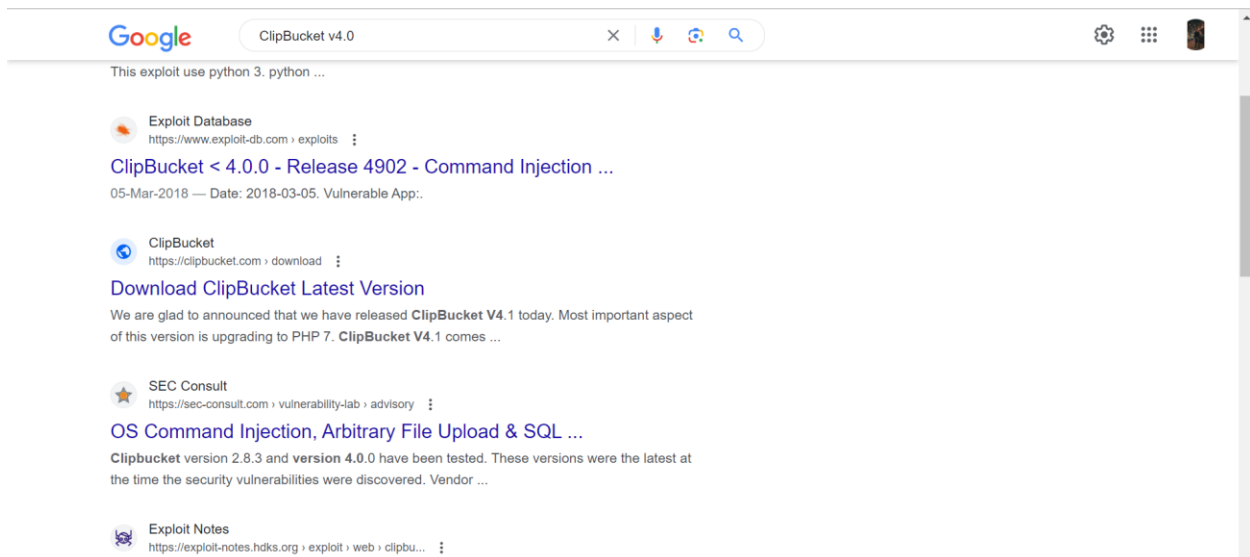 Google
ClipBucket v4.0
This exploit use python 3. python ...
Exploit Database
https://www.exploit-db.com › exploits
ClipBucket < 4.0.0 - Release 4902 - Command Injection ...
05-Mar-2018 — Date: 2018-03-05. Vulnerable App:.
ClipBucket
https://clipbucket.com › download
Download ClipBucket Latest Version
We are glad to announced that we have released ClipBucket V4.1 today. Most important aspect
of this version is upgrading to PHP 7. ClipBucket V4.1 comes ...
SEC Consult
https://sec-consult.com › vulnerability-lab › advisory
OS Command Injection, Arbitrary File Upload & SQL ...
Clipbucket version 2.8.3 and version 4.0.0 have been tested. These versions were the latest at
the time the security vulnerabilities were discovered. Vendor ...
Exploit Notes
https://exploit-notes.hdks.org › exploit › web › clipbu...